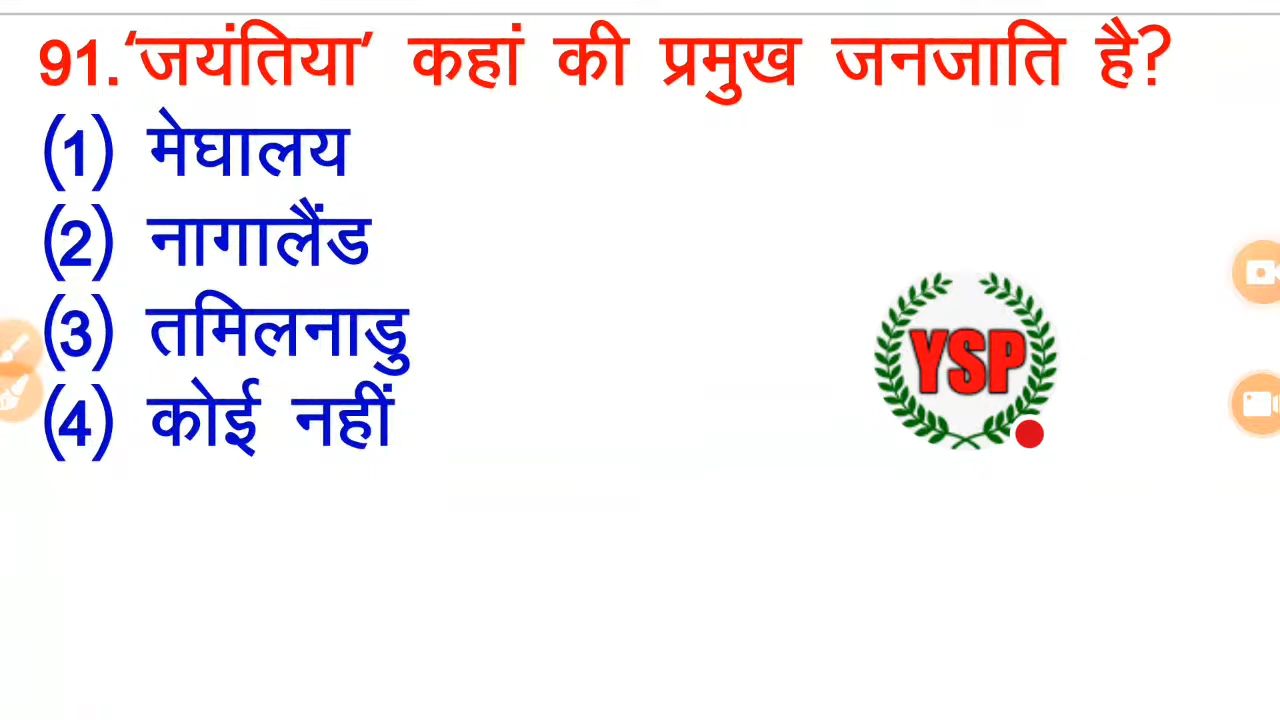 91.‘जयंतिया’ कहां की प्रमुख जनजाति है?
(1) मेघालय
(2) नागालैंड
(3) तमिलनाडु
(4) कोई नहीं
YSP